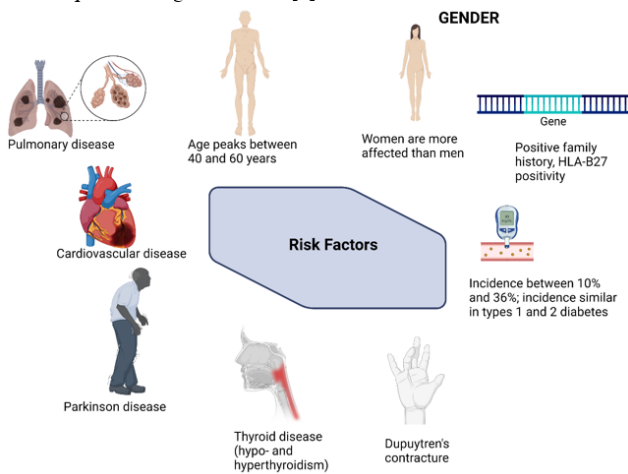 GENDER
Pulmonary disease
Age peaks between
40 and 60 years
Women are more
affected than men
Gene
Positive family
history, HLA-B27
positivity
Cardiovascular disease
Risk Factors
Incidence between 10%
and 36%; incidence similar
in types 1 and 2 diabetes
Parkinson disease
Thyroid disease
(hypo- and
hyperthyroidism)
Dupuytren's
contracture